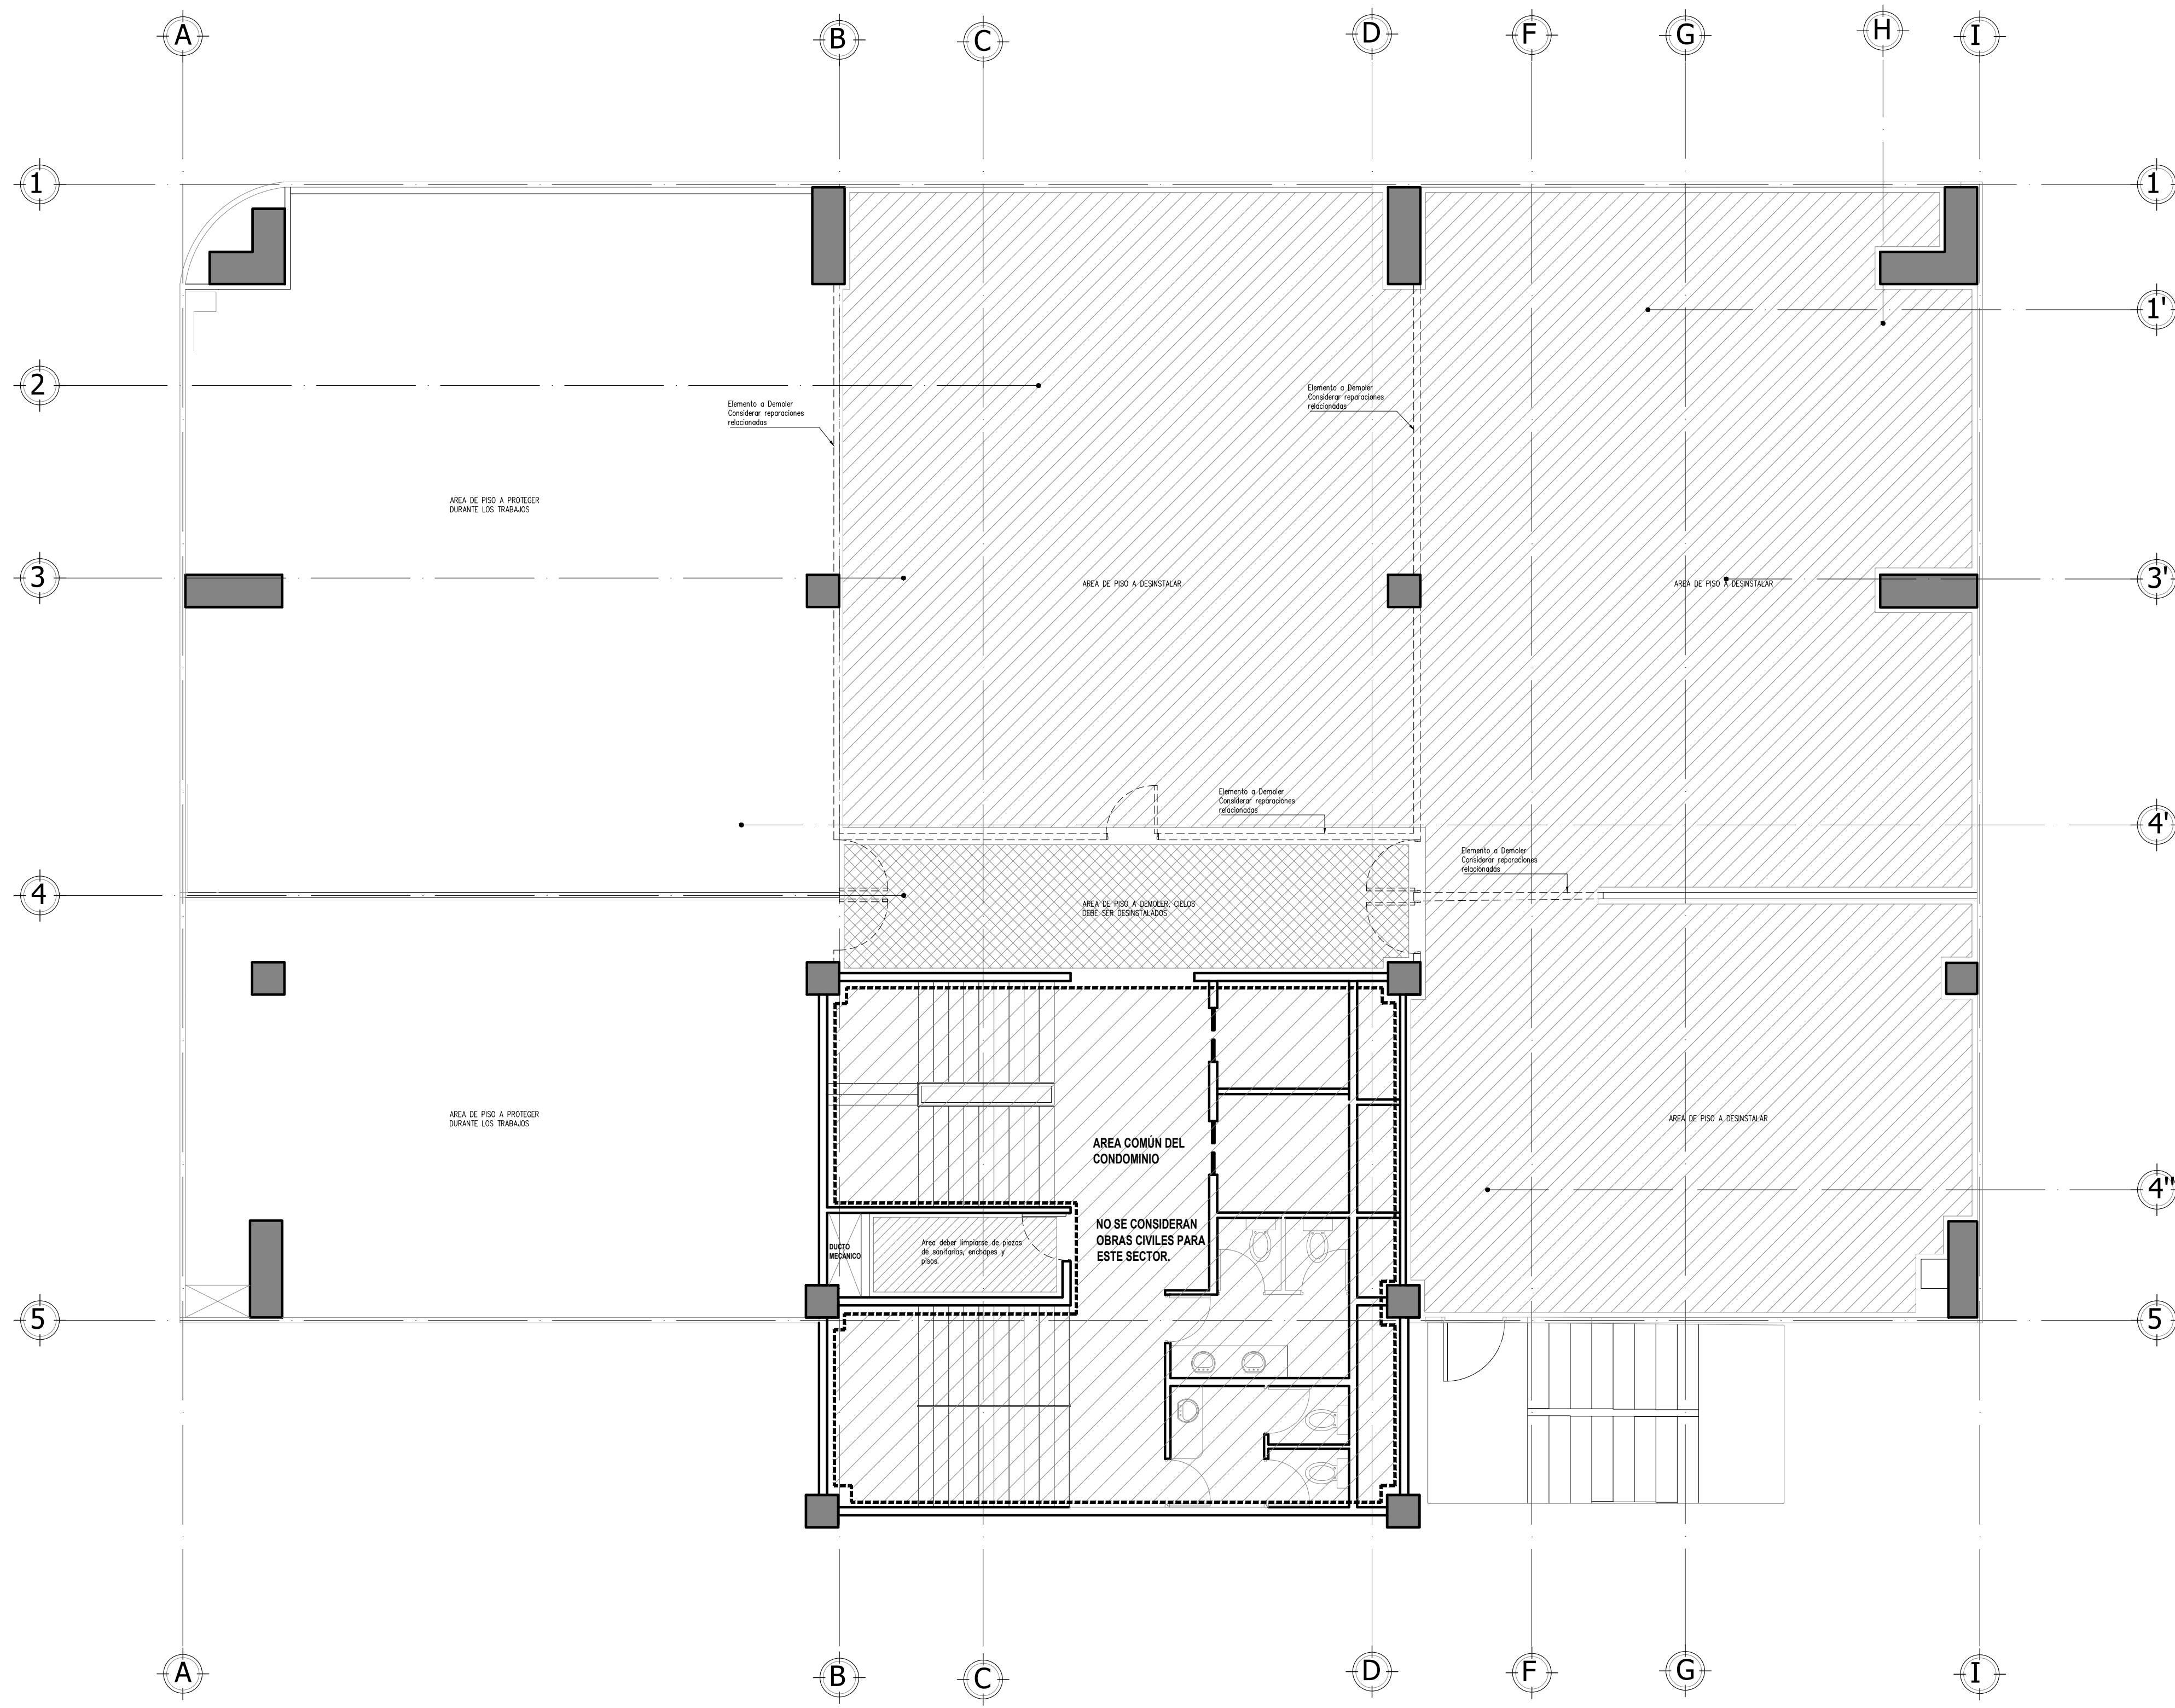 A
B
C
D
F
G
H
I
1
1
1'
2
Elemento a Demoler
Considerar reparaciones
relacionadas
Elemento a Demoler
Considerar reparaciones
relacionadas
AREA DE PISO A PROTEGER
DURANTE LOS TRABAJOS
3
AREA DE PISO A DESINSTALAR
AREA DE PISO A DESINSTALAR
3'
Elemento a Demoler
Considerar reparaciones
relacionadas
4'
Elemento a Demoler
Considerar reparaciones
relacionadas
4
AREA DE PISO A DEMOLER, CIELOS
DEBE SER DESINSTALADOS
AREA DE PISO A PROTEGER
DURANTE LOS TRABAJOS
AREA DE PISO A DESINSTALAR
AREA COMÚN DEL
CONDOMINIO
4"
NO SE CONSIDERAN
OBRAS CIVILES PARA
ESTE SECTOR.
DUCTO
MECÁNICO
Area deber limpiarse de piezas
de sanitarios, enchapes y
pisos.
5
5
A
B
C
D
F
G
I